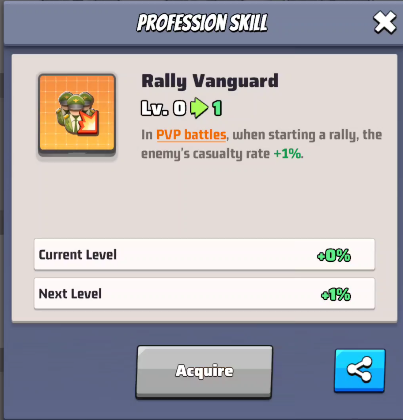 PROFESSION SKILL
Rally Vanguard
Lv. 0 1
In PVP battles, when starting a rally, the
enemy's casualty rate +1%.
Current Level +0%
Next Level +1%
Acquire